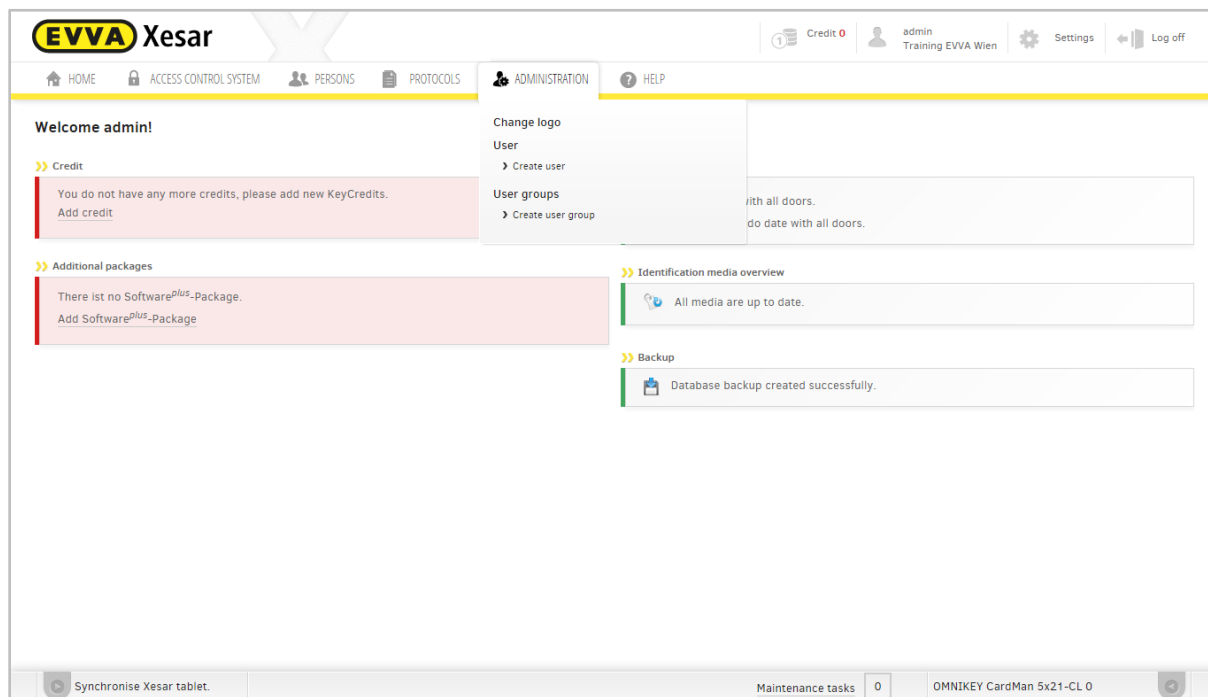 EVVA Xesar
1
Credit 0
admin
Training EVVA Wien
Settings
Log off
HOME
ACCESS CONTROL SYSTEM
PERSONS
PROTOCOLS
ADMINISTRATION
? HELP
Welcome admin!
Change logo
User
Create user
User groups
Create user group
Credit
You do not have any more credits, please add new KeyCredits.
Add credit
with all doors.
do date with all doors.
Additional packages
There ist no Softwareplus-Package.
Add Softwareplus-Package
Identification media overview
All media are up to date.
Backup
Database backup created successfully.
Synchronise Xesar tablet.
Maintenance tasks 0
OMNIKEY CardMan 5x21-CL 0